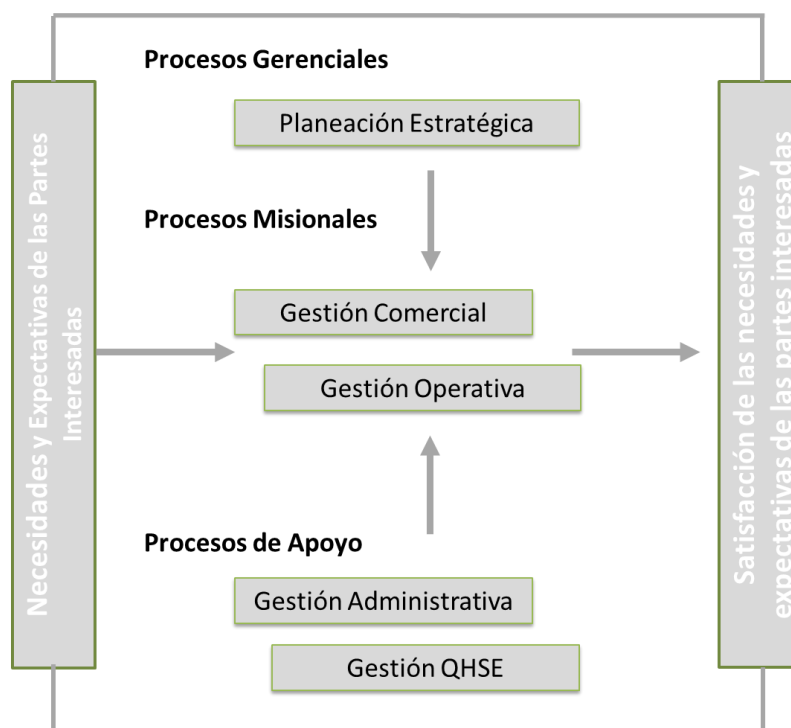 Procesos Gerenciales
Planeación Estratégica
Procesos Misionales
Gestión Comercial
Gestión Operativa
Procesos de Apoyo
Gestión Administrativa
Gestión QHSE
Necesidades y Expectativas de las Partes
Interesadas
Satisfacción de las necesidades y
expectativas de las partes interesadas